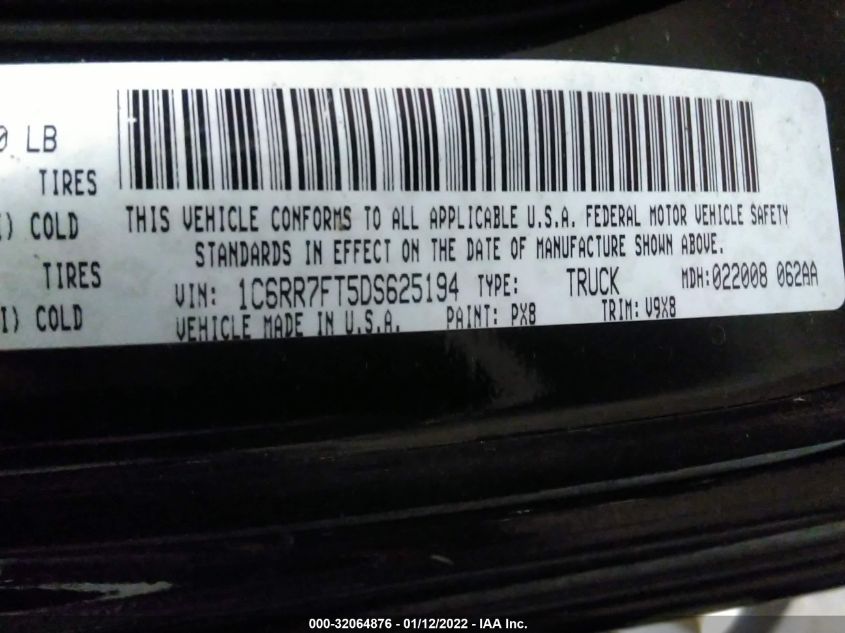 0 LB
TIRES
I) COLD
TIRES
I) COLD
THIS VEHICLE CONFORMS TO ALL APPLICABLE U.S.A. FEDERAL MOTOR VEHICLE SAFETY
STANDARDS IN EFFECT ON THE DATE OF MANUFACTURE SHOWN ABOVE.
VIN: 1C6RR7FT5DS625194 TYPE: TRUCK MDH:022008 062AA
VEHICLE MADE IN U.S.A. PAINT: PX8 TRIM: V9X8
000-32064876 - 01/12/2022 - IAA Inc.